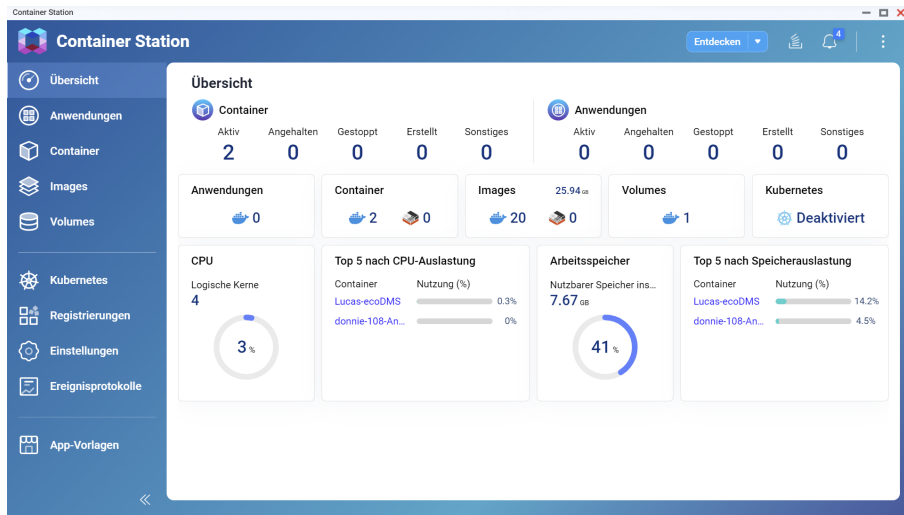 Container Station
Container Station
Entdecken
4
Übersicht
Anwendungen
Container
Images
Volumes
Kubernetes
Registrierungen
Einstellungen
Ereignisprotokolle
App-Vorlagen
Übersicht
Container
Aktiv Angehalten Gestoppt Erstellt Sonstiges
2 0 0 0 0
Anwendungen
Aktiv Angehalten Gestoppt Erstellt Sonstiges
0 0 0 0 0
Anwendungen
0
Container
2 0
Images 25.94 GB
20 0
Volumes
1
Kubernetes
Deaktiviert
CPU
Logische Kerne
4
3 %
Top 5 nach CPU-Auslastung
Container Nutzung (%)
Lucas-ecoDMS 0.3%
donnie-108-An... 0%
Arbeitsspeicher
Nutzbarer Speicher ins...
7.67 GB
41 %
Top 5 nach Speicherauslastung
Container Nutzung (%)
Lucas-ecoDMS 14.2%
donnie-108-An... 4.5%